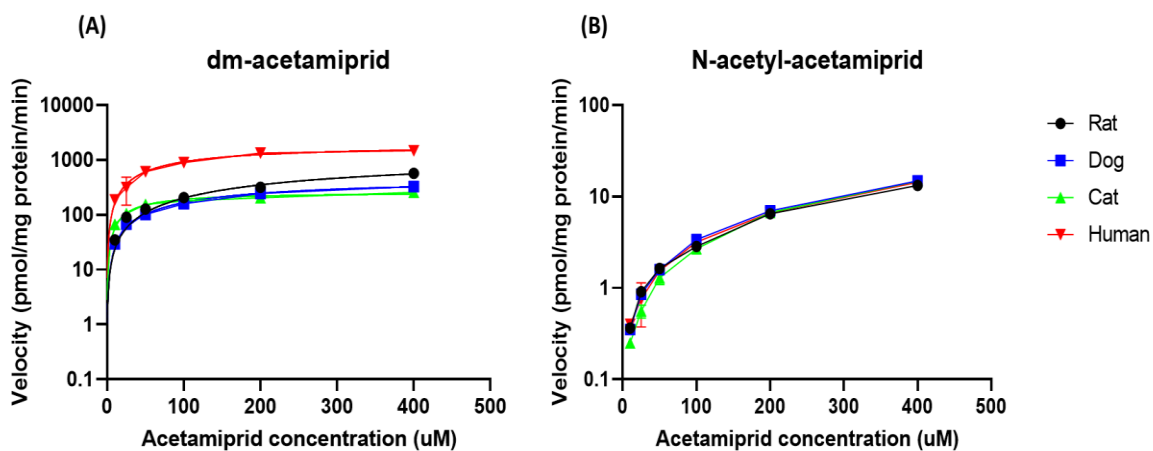 (A)
dm-acetamiprid
Velocity (pmol/mg protein/min)
10000
1000
100
10
1
0.1
0
100
200
300
400
500
Acetamiprid concentration (uM)
(B)
N-acetyl-acetamiprid
Velocity (pmol/mg protein/min)
100
10
1
0.1
0
100
200
300
400
500
Acetamiprid concentration (uM)
Rat
Dog
Cat
Human